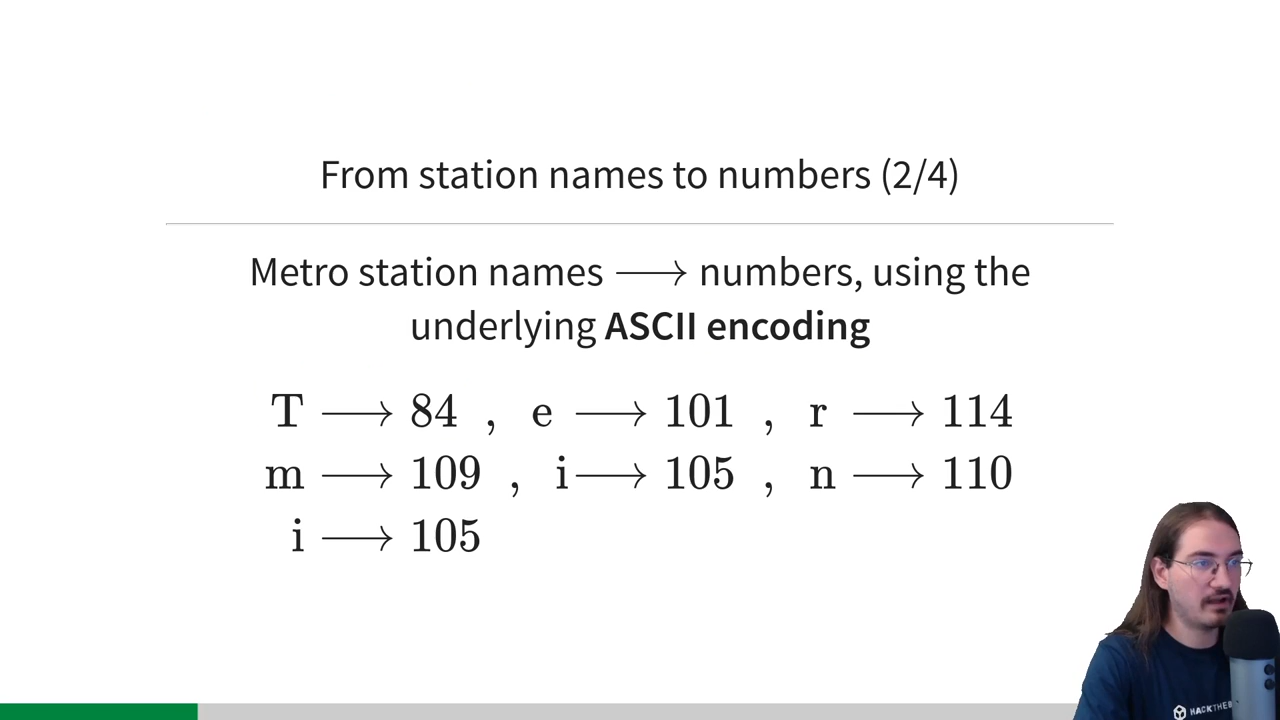 From station names to numbers (2/4)
Metro station names ⟶ numbers, using the
underlying ASCII encoding
T ⟶ 84 , e ⟶ 101 , r ⟶ 114
m ⟶ 109 , i ⟶ 105 , n ⟶ 110
i ⟶ 105
HACKTHEB